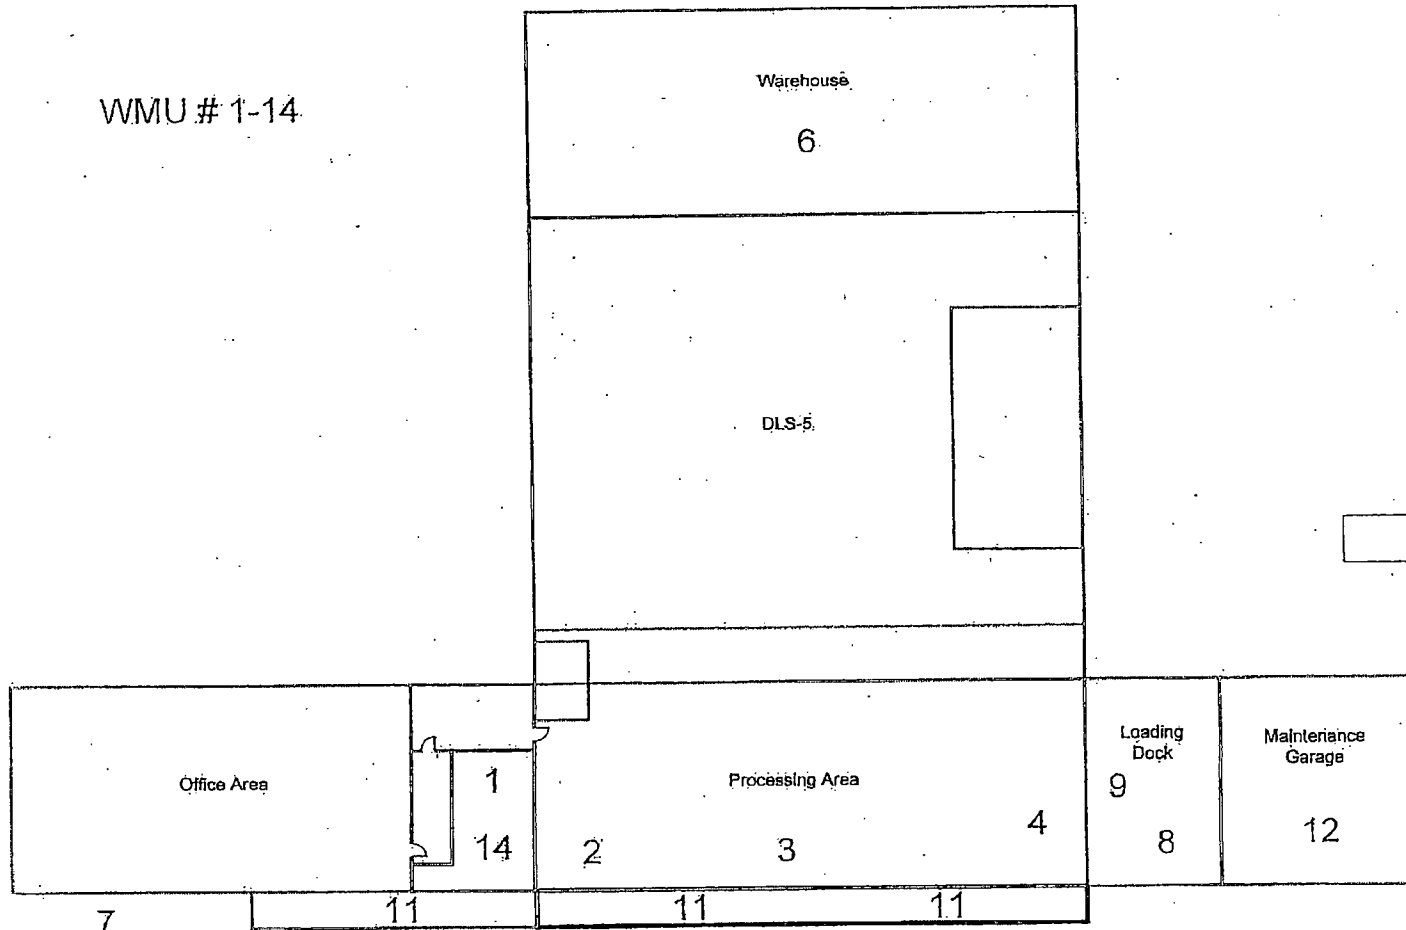 WMU # 1-14
Warehouse
6
DLS-5
Office Area
1
14
Processing Area
2
3
4
Loading
Dock
9
8
Maintenance
Garage
12
7
11
11
11